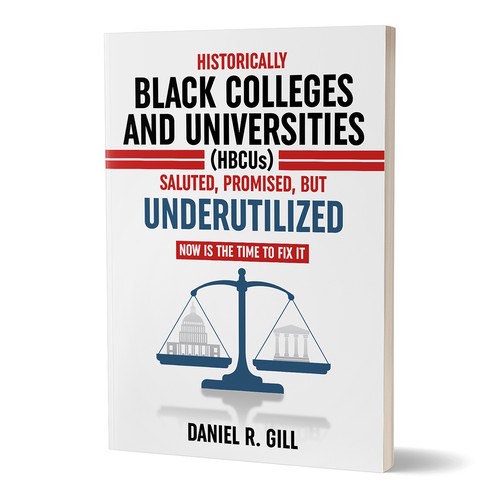 HISTORICALLY
BLACK COLLEGES
AND UNIVERSITIES
(HBCUs)
SALUTED, PROMISED, BUT
UNDERUTILIZED
NOW IS THE TIME TO FIX IT
DANIEL R. GILL